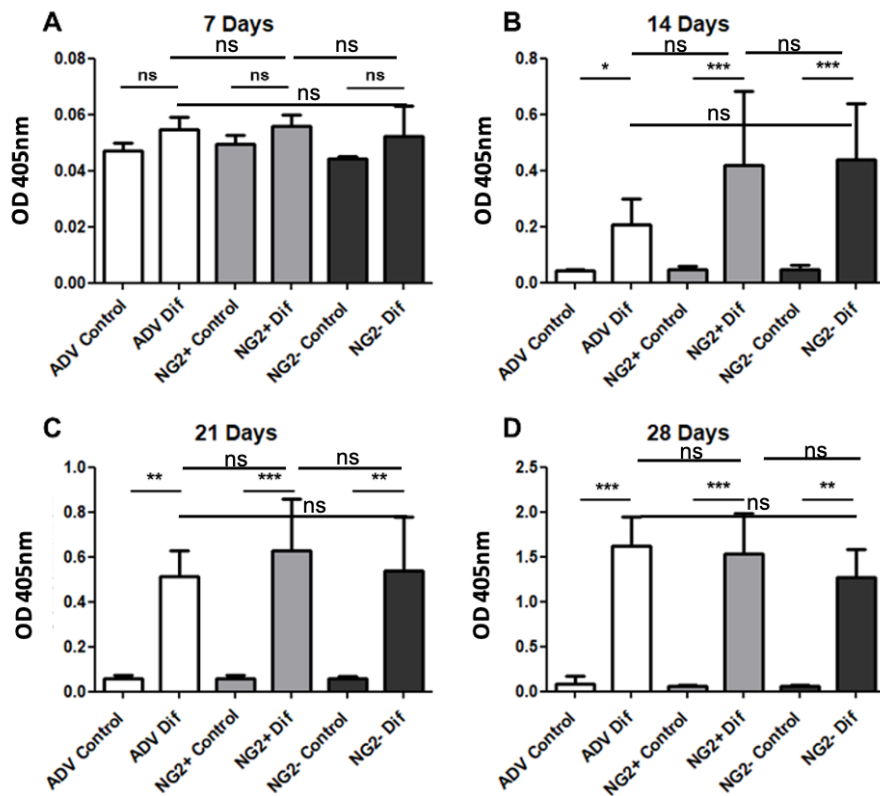 A
7 Days
ns
ns
ns
ns
ns
ns
0.08
0.06
0.04
0.02
0.00
OD 405nm
ADV Control
ADV Dif
NG2+ Control
NG2+ Dif
NG2- Control
NG2- Dif
B
14 Days
ns
ns
*
***
***
ns
0.8
0.6
0.4
0.2
0.0
OD 405nm
ADV Control
ADV Dif
NG2+ Control
NG2+ Dif
NG2- Control
NG2- Dif
C
21 Days
ns
ns
**
***
**
ns
1.0
0.8
0.6
0.4
0.2
0.0
OD 405nm
ADV Control
ADV Dif
NG2+ Control
NG2+ Dif
NG2- Control
NG2- Dif
D
28 Days
ns
ns
***
***
**
ns
2.5
2.0
1.5
1.0
0.5
0.0
OD 405nm
ADV Control
ADV Dif
NG2+ Control
NG2+ Dif
NG2- Control
NG2- Dif